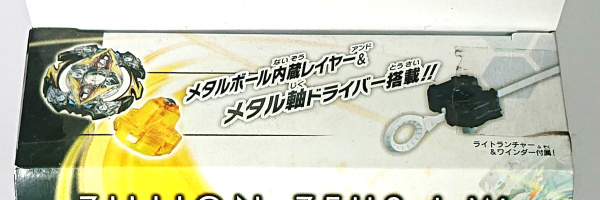 メタルボール内蔵レイヤー&
メタル軸ドライバー搭載!!
ライトランチャー
&ワインダー付属!
ZILLION ZEUS .I.W